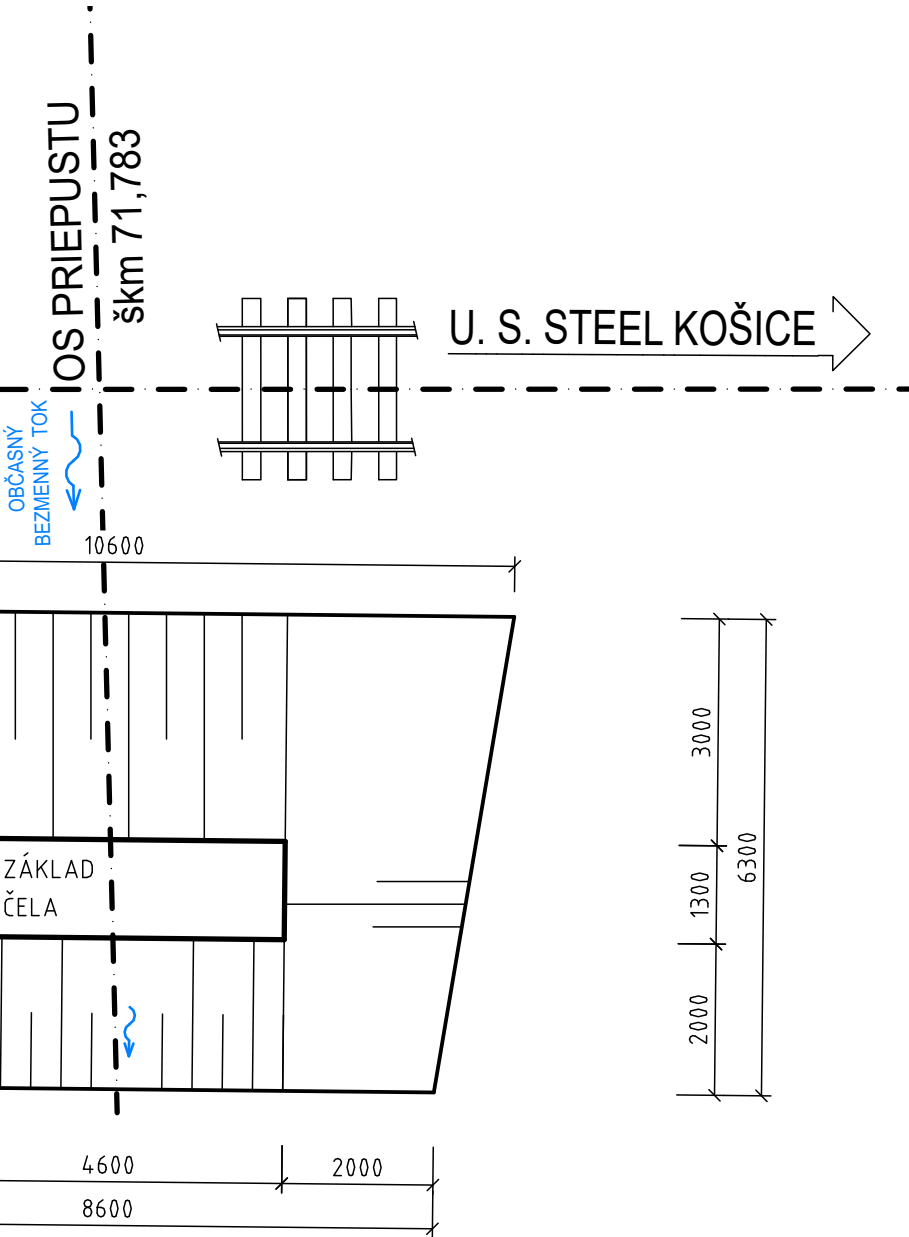 OS PRIEPUSTU
škm 71,783
U. S. STEEL KOŠICE
OBČASNÝ
BEZMENNÝ TOK
10600
3000
6300
1300
2000
ZÁKLAD
ČELA
4600
2000
8600